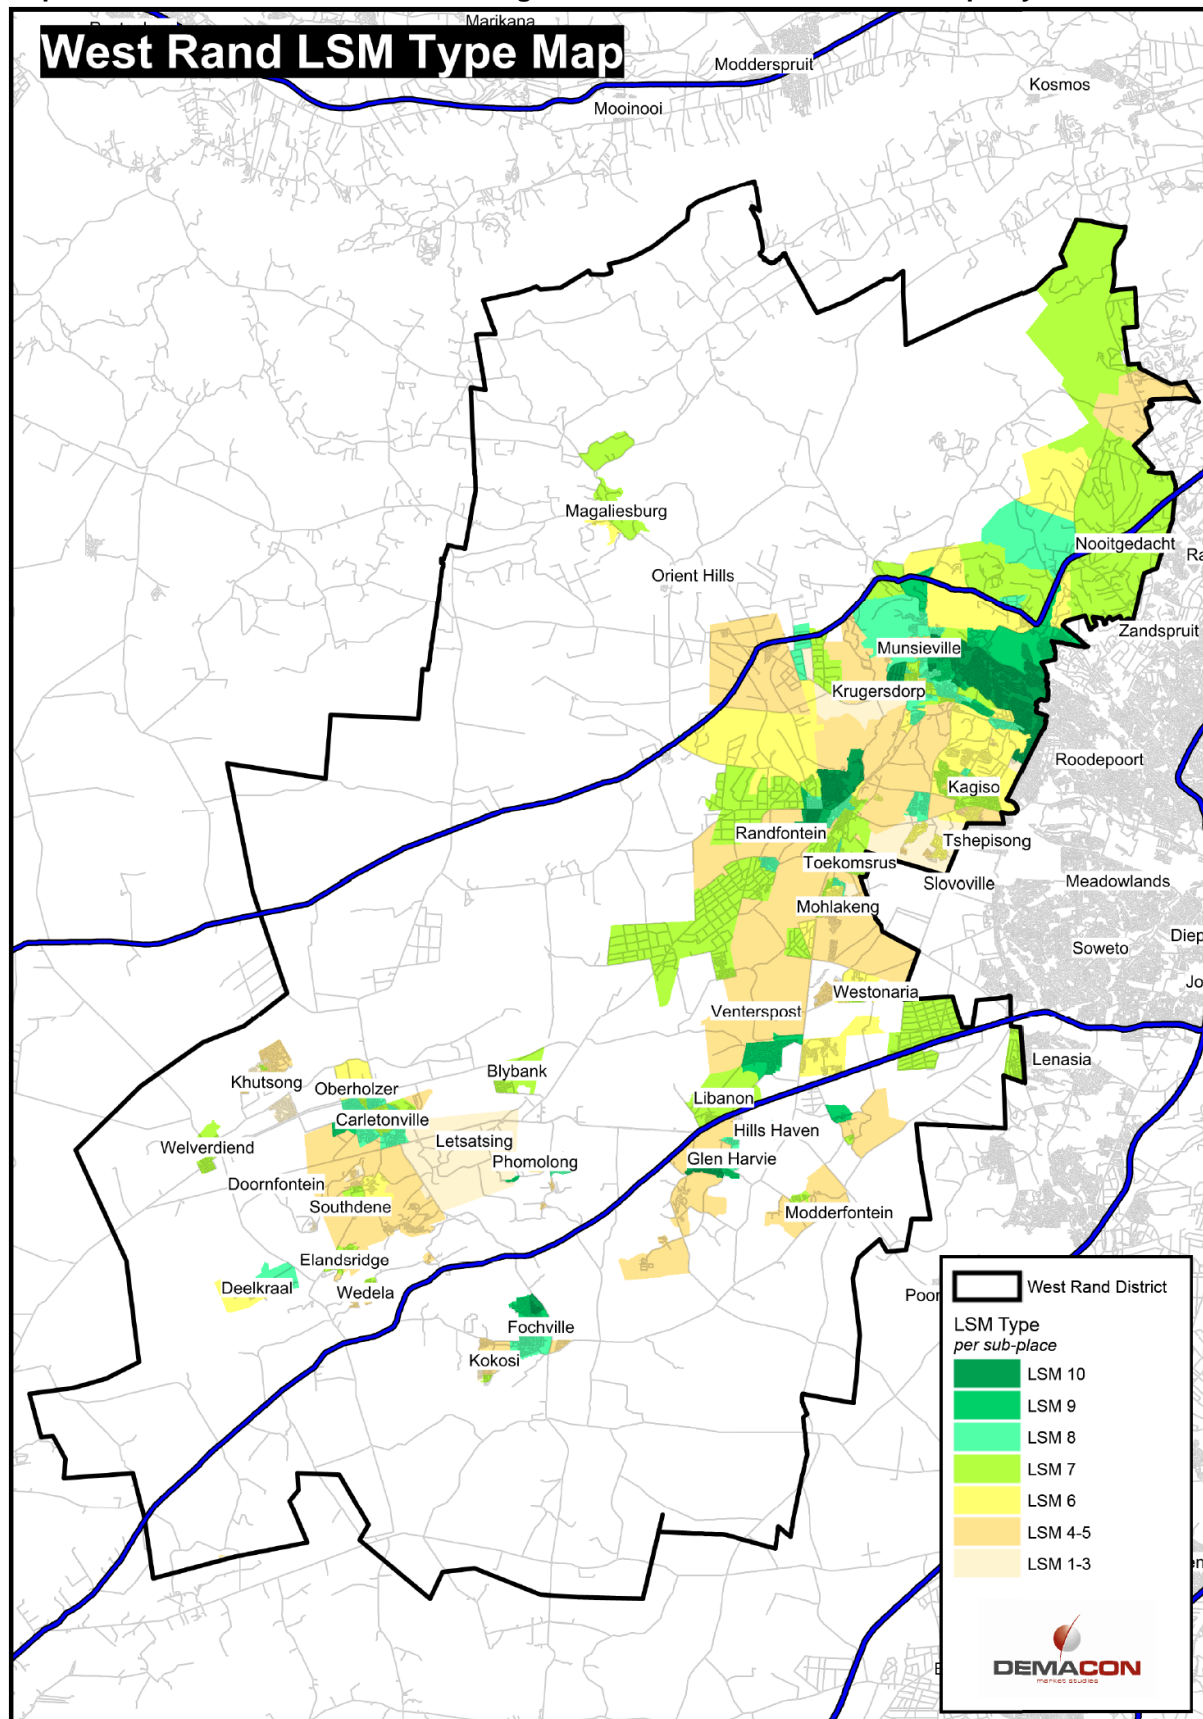 West Rand LSM Type Map
Marikana
Modderspruit
Kosmos
Mooinooi
Magaliesburg
Orient Hills
Nooitgedacht
Zandspruit
Munsieville
Krugersdorp
Roodepoort
Kagiso
Randfontein
Tshepisong
Toekomsrus
Slovoville
Meadowlands
Mohlakeng
Soweto
Westonaria
Venterspost
Lenasia
Khutsong
Oberholzer
Blybank
Libanon
Carletonville
Hills Haven
Letsatsing
Welverdiend
Phomolong
Glen Harvie
Doornfontein
Southdene
Modderfontein
Elandsridge
Deelkraal
Wedela
Fochville
Kokosi
West Rand District
LSM Type
per sub-place
LSM 10
LSM 9
LSM 8
LSM 7
LSM 6
LSM 4-5
LSM 1-3
DEMACON
market studies